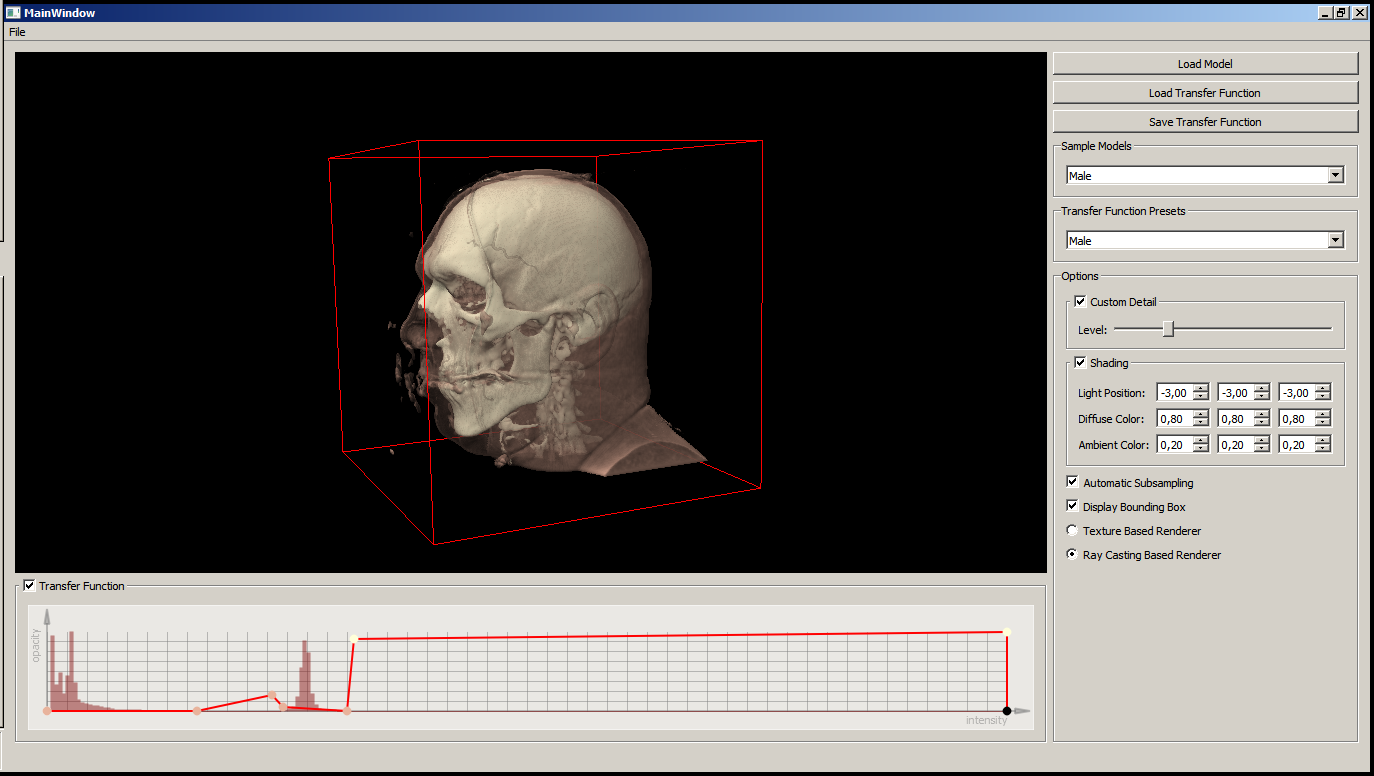 MainWindow
File
Load Model
Load Transfer Function
Save Transfer Function
Sample Models
Male
Transfer Function Presets
Male
Options
Custom Detail
Level:
Shading
Light Position: -3,00 -3,00 -3,00
Diffuse Color: 0,80 0,80 0,80
Ambient Color: 0,20 0,20 0,20
Automatic Subsampling
Display Bounding Box
Texture Based Renderer
Ray Casting Based Renderer
Transfer Function
opacity
intensity